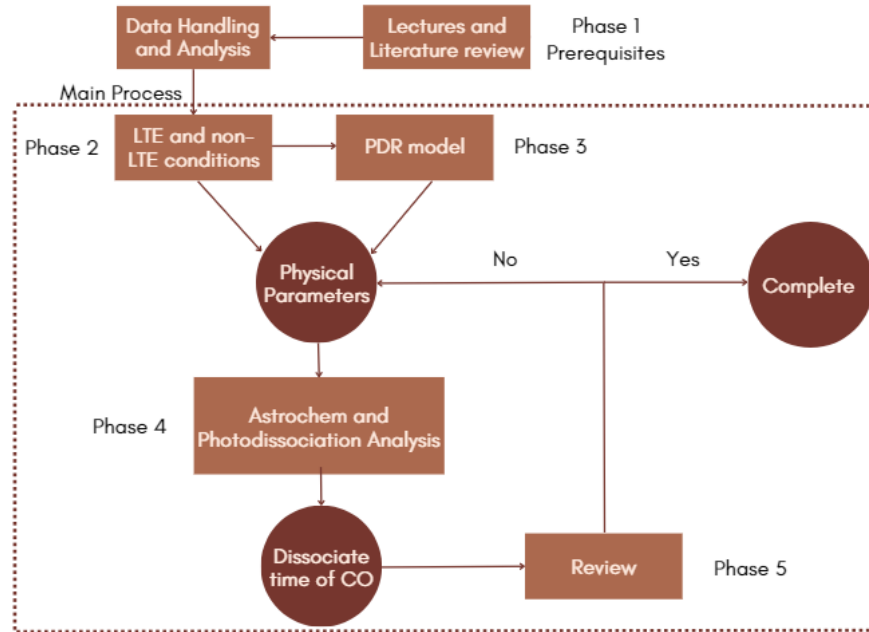 Data Handling
and Analysis
Lectures and
Literature review
Phase 1
Prerequisites
Main Process
Phase 2
LTE and non-
LTE conditions
PDR model
Phase 3
Physical
Parameters
No
Yes
Complete
Phase 4
Astrochem and
Photodissociation Analysis
Dissociate
time of CO
Review
Phase 5